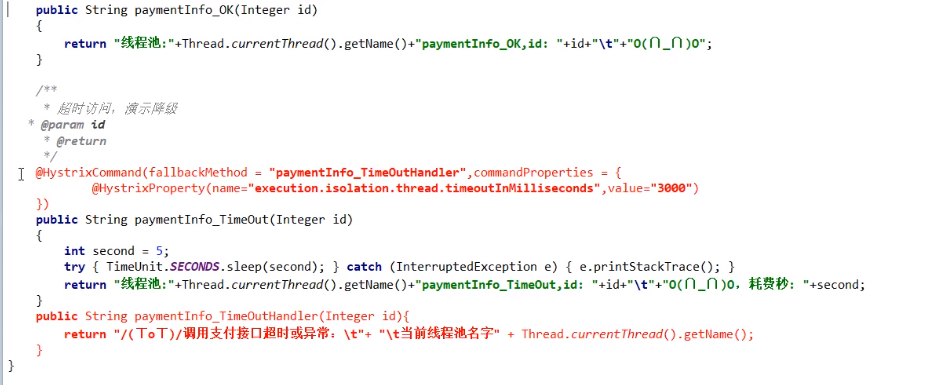 public String paymentInfo_OK(Integer id)
{
return "线程池:"+Thread.currentThread().getName()+"paymentInfo_OK,id: "+id+"\t"+"O(∩_∩)O";
}
/**
* 超时访问，演示降级
* @param id
* @return
*/
@HystrixCommand(fallbackMethod = "paymentInfo_TimeOutHandler",commandProperties = {
@HystrixProperty(name="execution.isolation.thread.timeoutInMilliseconds",value="3000")
})
public String paymentInfo_TimeOut(Integer id)
{
int second = 5;
try { TimeUnit.SECONDS.sleep(second); } catch (InterruptedException e) { e.printStackTrace(); }
return "线程池:"+Thread.currentThread().getName()+"paymentInfo_TimeOut,id: "+id+"\t"+"O(∩_∩)O，耗费秒: "+second;
}
public String paymentInfo_TimeOutHandler(Integer id){
return "/(ㄒoㄒ)/调用支付接口超时或异常：\t"+ "\t当前线程池名字" + Thread.currentThread().getName();
}
}